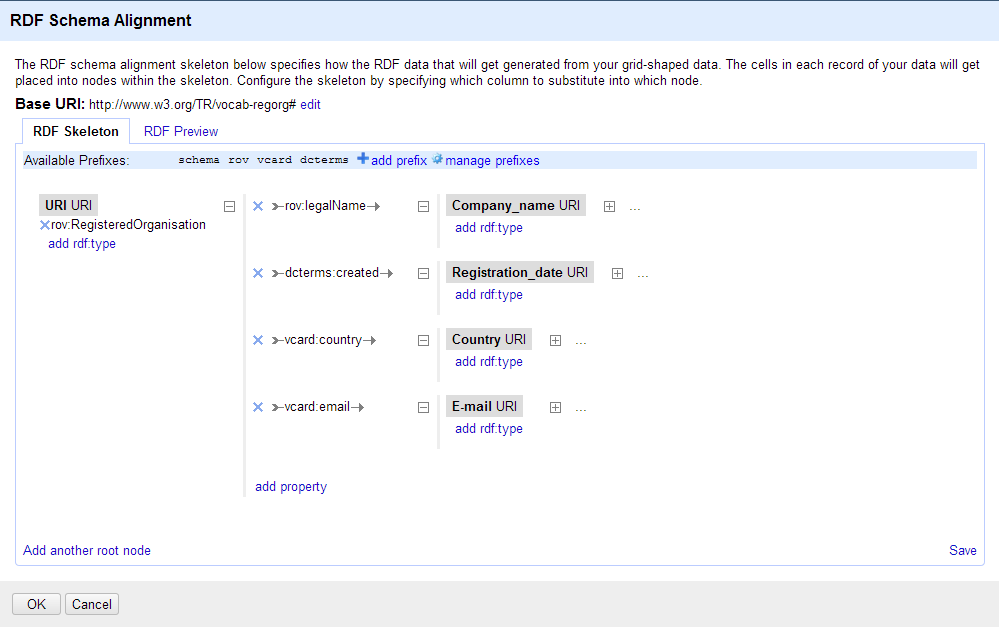 RDF Schema Alignment
The RDF schema alignment skeleton below specifies how the RDF data that will get generated from your grid-shaped data. The cells in each record of your data will get
placed into nodes within the skeleton. Configure the skeleton by specifying which column to substitute into which node.
Base URI: http://www.w3.org/TR/vocab-regorg# edit
RDF Skeleton RDF Preview
Available Prefixes: schema rov vcard dcterms add prefix manage prefixes
URI URI rov:legalName Company_name URI ...
rov:RegisteredOrganisation add rdf:type
add rdf:type
dcterms:created Registration_date URI ...
add rdf:type
vcard:country Country URI ...
add rdf:type
vcard:email E-mail URI ...
add rdf:type
add property
Add another root node Save
OK Cancel